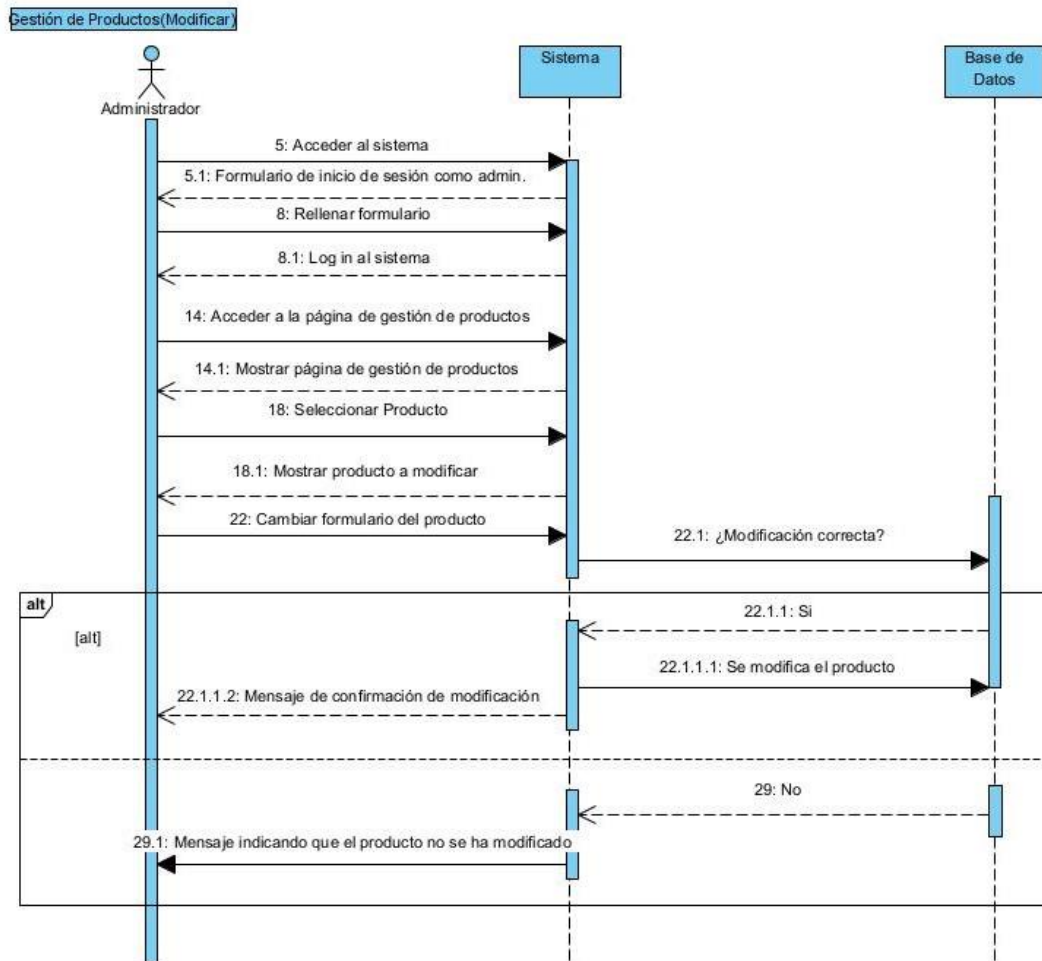 Gestión de Productos(Modificar)
Sistema
Base de
Datos
Administrador
5: Acceder al sistema
5.1: Formulario de inicio de sesión como admin.
8: Rellenar formulario
8.1: Log in al sistema
14: Acceder a la página de gestión de productos
14.1: Mostrar página de gestión de productos
18: Seleccionar Producto
18.1: Mostrar producto a modificar
22: Cambiar formulario del producto
22.1: ¿Modificación correcta?
alt
22.1.1: Si
[alt]
22.1.1.1: Se modifica el producto
22.1.1.2: Mensaje de confirmación de modificación
29: No
29.1: Mensaje indicando que el producto no se ha modificado